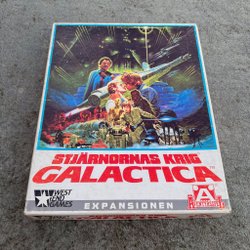 STJÄRNORNAS KRIG
GALACTICA
WEST
END
GAMES
EXPANSIONEN